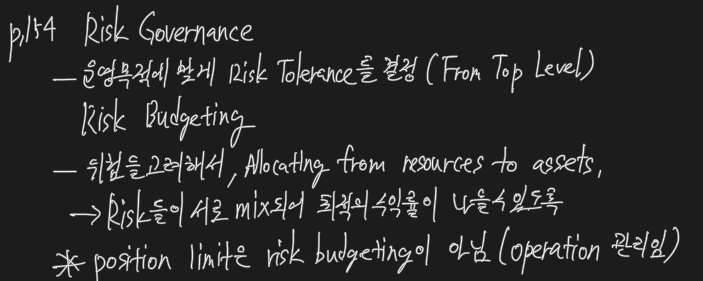 p.154 Risk Governance
— 운영목적에 맞게 Risk Tolerance를 결정 (From Top Level)
Risk Budgeting
— 위험을 고려해서, Allocating from resources to assets,
→ Risk들이 서로 mix되어 최적의 수익률이 나올 수 있도록
* position limit은 risk budgeting이 아님 (operation 관리임)